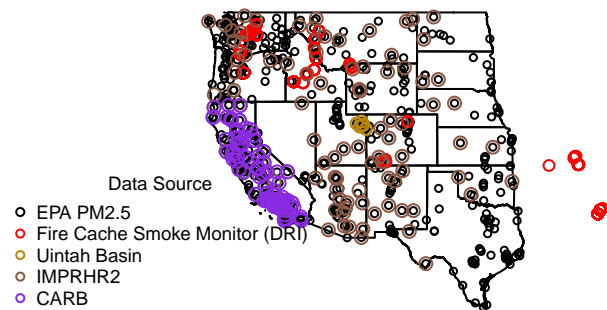 Data Source
EPA PM2.5
Fire Cache Smoke Monitor (DRI)
Uintah Basin
IMPRHR2
CARB